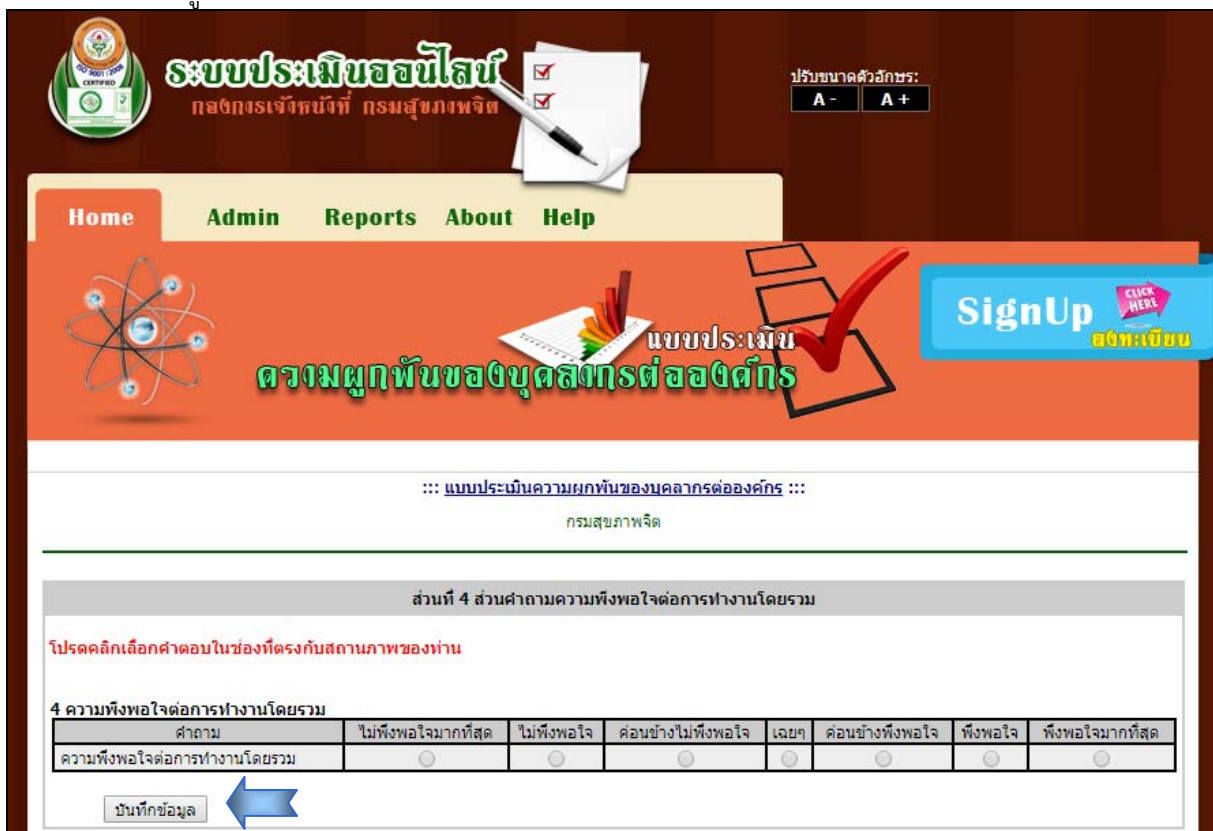 ISO 9001 : 2008
CERTIFIED
ระบบประเมินออนไลน์
กองการเจ้าหน้าที่ กรมสุขภาพจิต
ปรับขนาดตัวอักษร:
A - A +
Home Admin Reports About Help
SignUp CLICK HERE
ลงทะเบียน
แบบประเมิน
ความผูกพันของบุคลากรต่อองค์กร
::: แบบประเมินความผูกพันของบุคลากรต่อองค์กร :::
กรมสุขภาพจิต
ส่วนที่ 4 ส่วนคำถามความพึงพอใจต่อการทำงานโดยรวม
โปรดคลิกเลือกคำตอบในช่องที่ตรงกับสถานภาพของท่าน
4 ความพึงพอใจต่อการทำงานโดยรวม
คำถาม ไม่พึงพอใจมากที่สุด ไม่พึงพอใจ ค่อนข้างไม่พึงพอใจ เฉยๆ ค่อนข้างพึงพอใจ พึงพอใจ พึงพอใจมากที่สุด
ความพึงพอใจต่อการทำงานโดยรวม
บันทึกข้อมูล